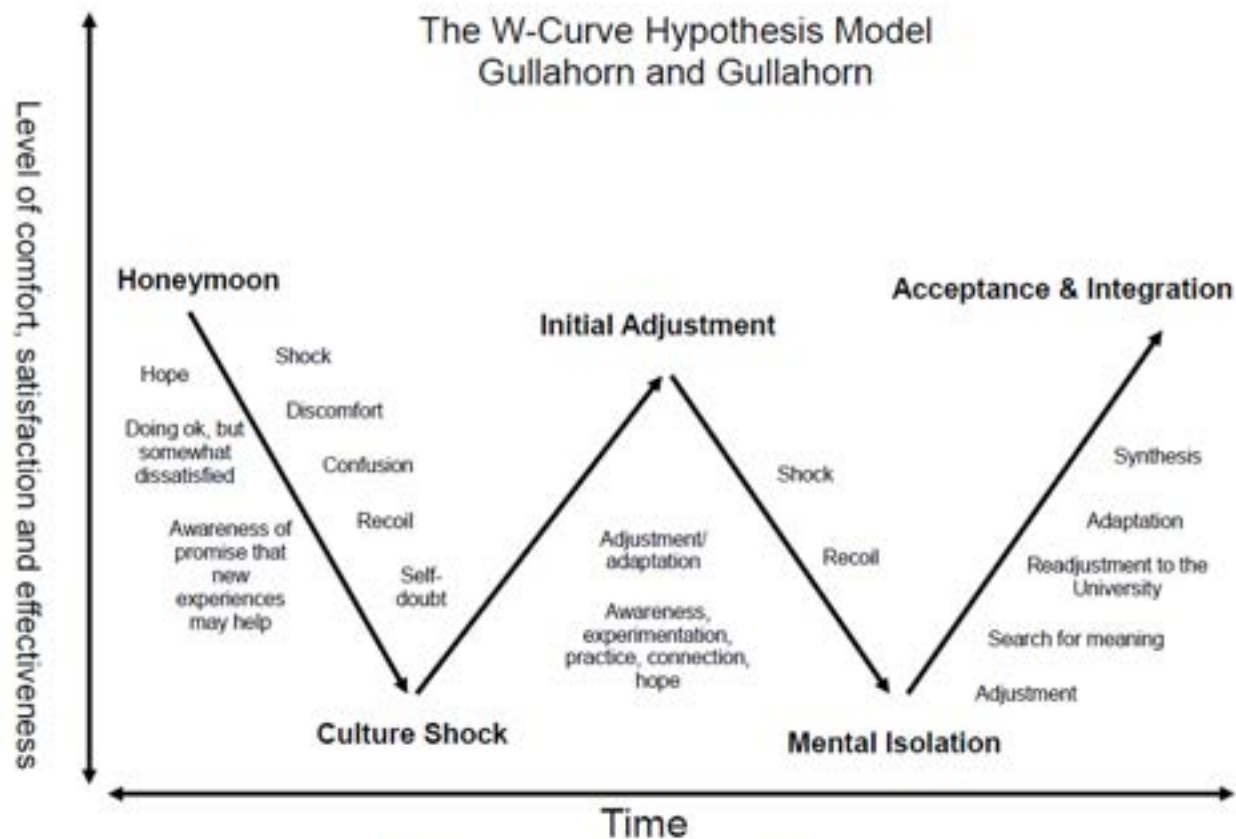 The W-Curve Hypothesis Model
Gullahorn and Gullahorn
Level of comfort, satisfaction and effectiveness
Honeymoon
Hope
Doing ok, but
somewhat
dissatisfied
Awareness of
promise that
new
experiences
may help
Shock
Discomfort
Confusion
Recoil
Self-
doubt
Culture Shock
Initial Adjustment
Adjustment/
adaptation
Awareness,
experimentation,
practice, connection,
hope
Shock
Recoil
Mental Isolation
Acceptance & Integration
Synthesis
Adaptation
Readjustment to the
University
Search for meaning
Adjustment
Time